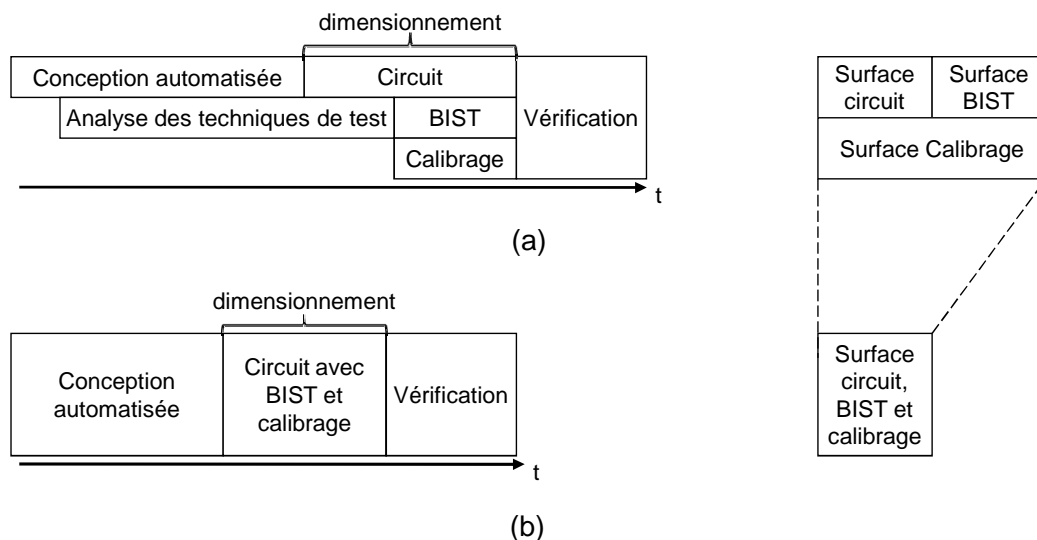 dimensionnement
Conception automatisée
Circuit
Analyse des techniques de test
BIST
Vérification
Calibrage
t
(a)
Surface
circuit
Surface
BIST
Surface Calibrage
dimensionnement
Conception
automatisée
Circuit avec
BIST et
calibrage
Vérification
t
(b)
Surface
circuit,
BIST et
calibrage